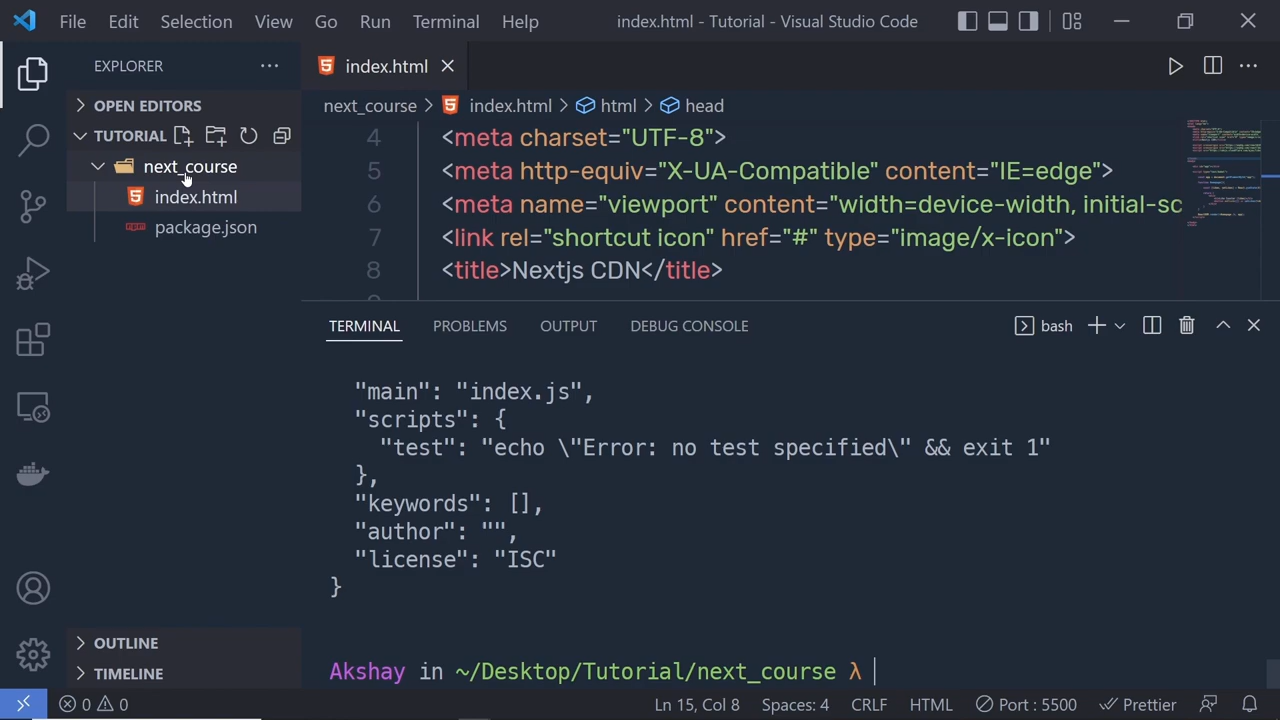 File Edit Selection View Go Run Terminal Help index.html - Tutorial - Visual Studio Code
EXPLORER
OPEN EDITORS
TUTORIAL
next_course
index.html
package.json
OUTLINE
TIMELINE
index.html
next_course > index.html > html > head
4 <meta charset="UTF-8">
5 <meta http-equiv="X-UA-Compatible" content="IE=edge">
6 <meta name="viewport" content="width=device-width, initial-sc
7 <link rel="shortcut icon" href="#" type="image/x-icon">
8 <title>Nextjs CDN</title>
TERMINAL PROBLEMS OUTPUT DEBUG CONSOLE bash
"main": "index.js",
"scripts": {
"test": "echo \"Error: no test specified\" && exit 1"
},
"keywords": [],
"author": "",
"license": "ISC"
}
Akshay in ~/Desktop/Tutorial/next_course λ
0 0 Ln 15, Col 8 Spaces: 4 CRLF HTML Port : 5500 Prettier